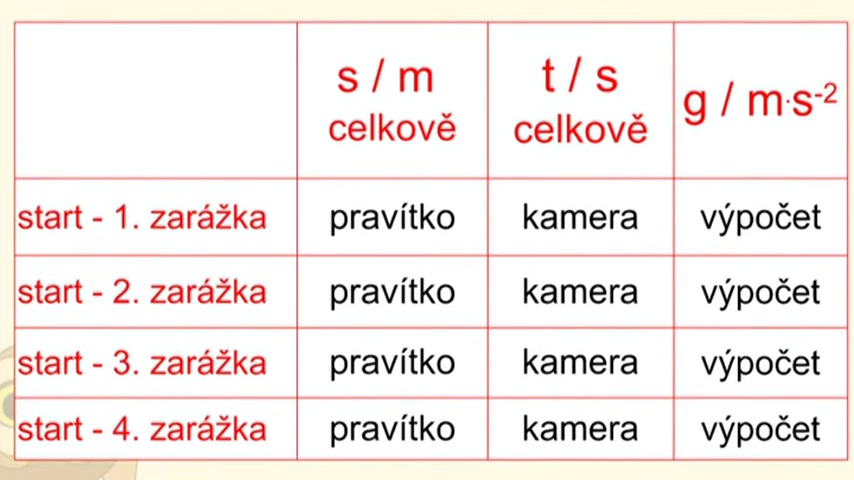 s / m t / s g / m·s-2
celkově celkově
start - 1. zarážka pravítko kamera výpočet
start - 2. zarážka pravítko kamera výpočet
start - 3. zarážka pravítko kamera výpočet
start - 4. zarážka pravítko kamera výpočet